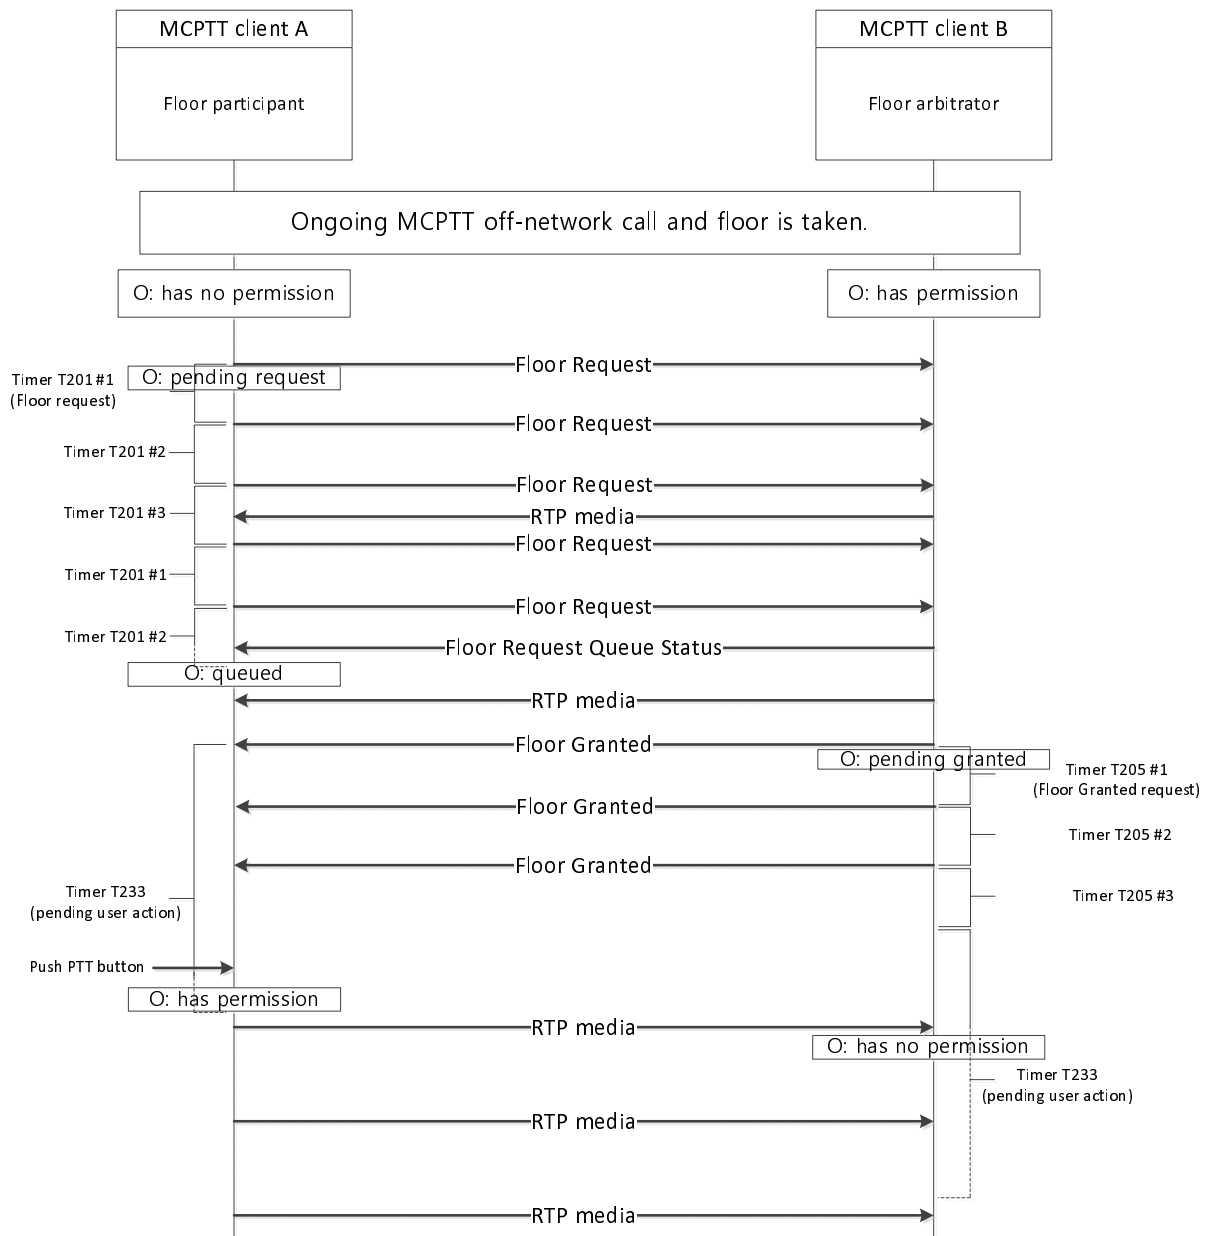 MCPTT client A
MCPTT client B
Floor participant
Floor arbitrator
Ongoing MCPTT off-network call and floor is taken.
O: has no permission
O: has permission
Floor Request
O: pending request
Timer T201 #1
(Floor request)
Floor Request
Timer T201 #2
Floor Request
Timer T201 #3
RTP media
Floor Request
Timer T201 #1
Floor Request
Timer T201 #2
Floor Request Queue Status
O: queued
RTP media
Floor Granted
O: pending granted
Timer T205 #1
(Floor Granted request)
Floor Granted
Timer T205 #2
Floor Granted
Timer T233
(pending user action)
Timer T205 #3
Push PTT button
O: has permission
RTP media
O: has no permission
Timer T233
(pending user action)
RTP media
RTP media